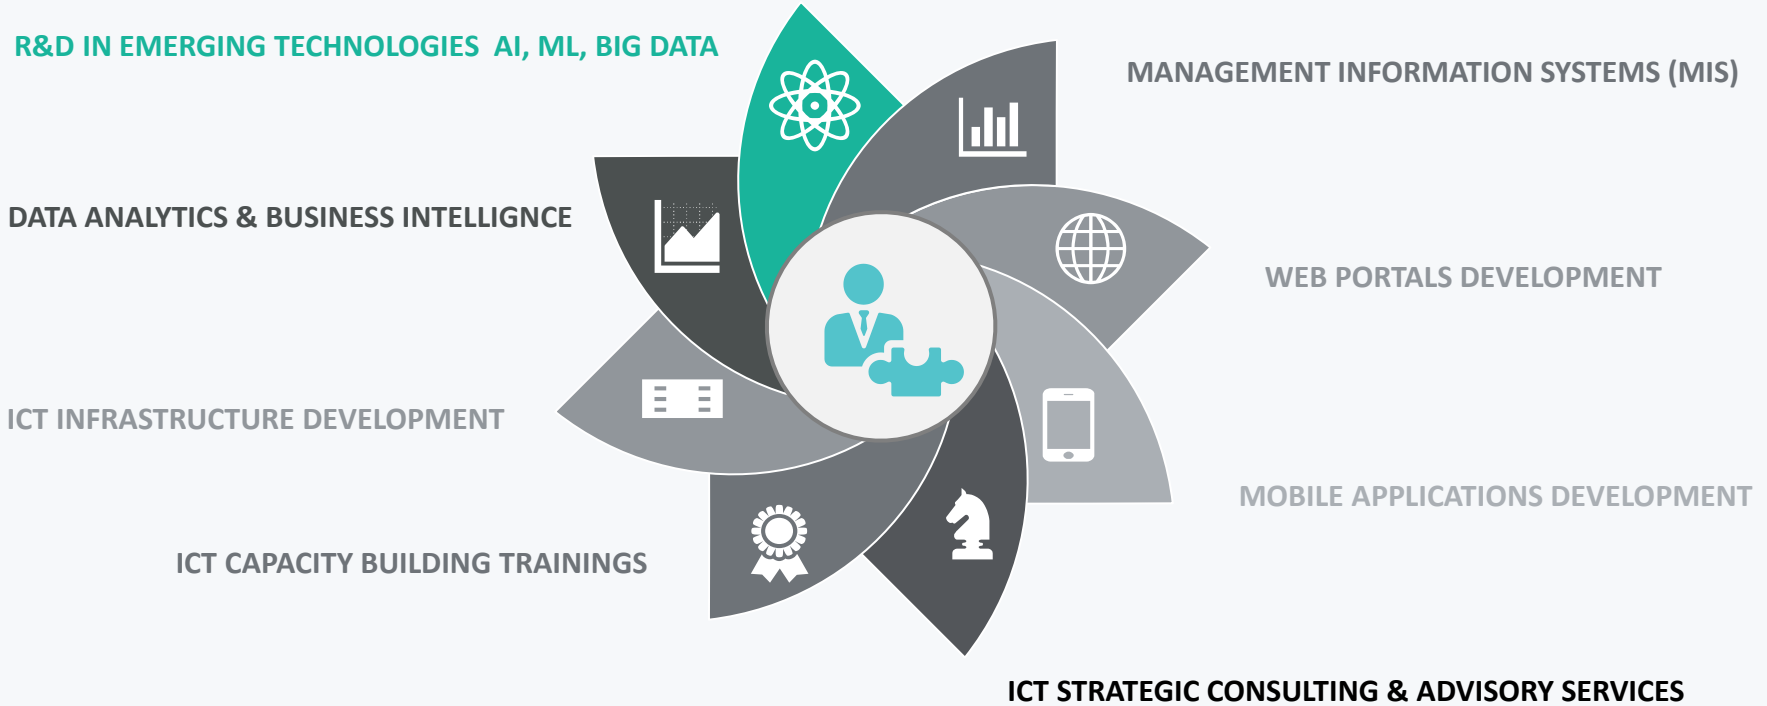 R&D IN EMERGING TECHNOLOGIES  AI, ML, BIG DATA
MANAGEMENT INFORMATION SYSTEMS (MIS)
DATA ANALYTICS & BUSINESS INTELLIGNCE
WEB PORTALS DEVELOPMENT
ICT INFRASTRUCTURE DEVELOPMENT
MOBILE APPLICATIONS DEVELOPMENT
ICT CAPACITY BUILDING TRAININGS
ICT STRATEGIC CONSULTING & ADVISORY SERVICES